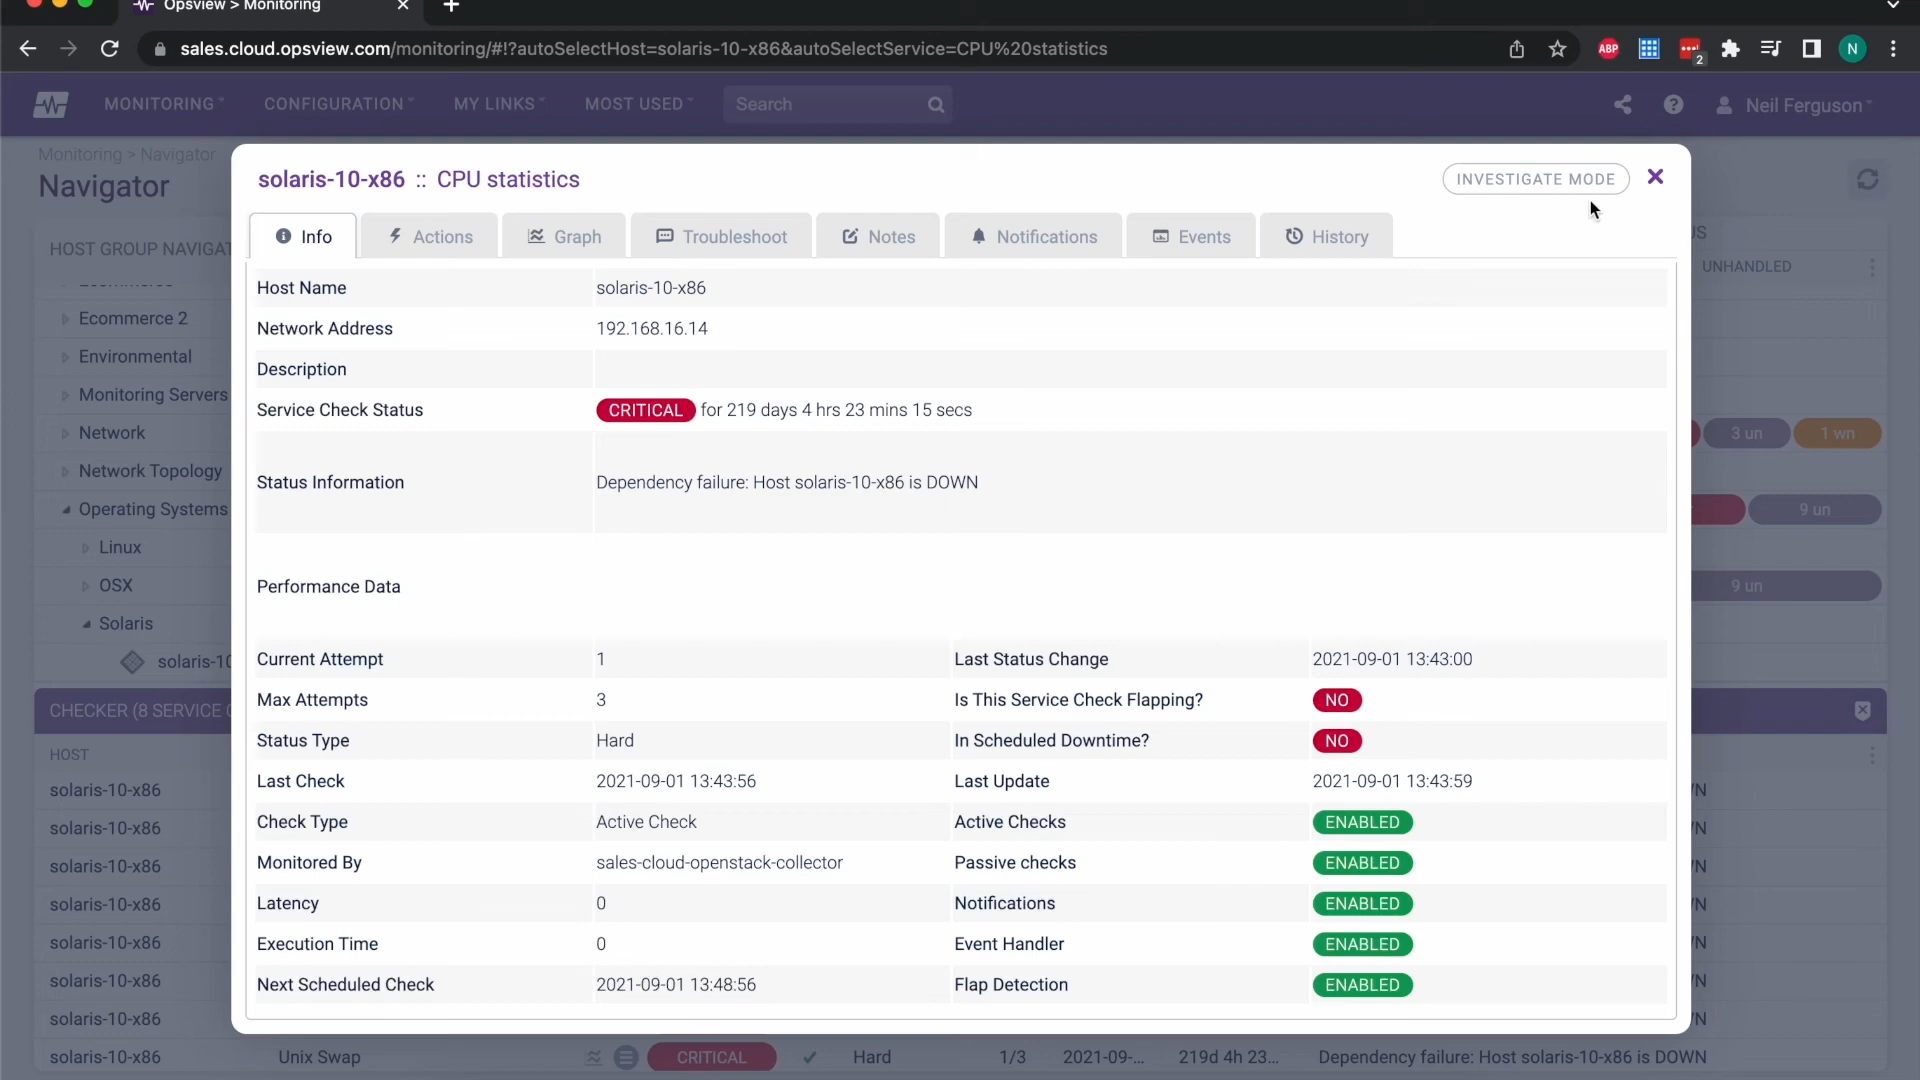 Opsview > Monitoring
sales.cloud.opsview.com/monitoring/#!?autoSelectHost=solaris-10-x86&autoSelectService=CPU%20statistics
ABP
2
N
MONITORING CONFIGURATION MY LINKS MOST USED Search Neil Ferguson
Monitoring > Navigator
Navigator
solaris-10-x86 :: CPU statistics
INVESTIGATE MODE
Info Actions Graph Troubleshoot Notes Notifications Events History
HOST GROUP NAVIGAT
UNHANDLED
Ecommerce 2
Environmental
Monitoring Servers
Network
3 un 1 wn
Network Topology
Operating Systems
9 un
Linux
OSX
9 un
Solaris
solaris-10
Host Name solaris-10-x86
Network Address 192.168.16.14
Description
Service Check Status CRITICAL for 219 days 4 hrs 23 mins 15 secs
Status Information Dependency failure: Host solaris-10-x86 is DOWN
Performance Data
Current Attempt 1 Last Status Change 2021-09-01 13:43:00
Max Attempts 3 Is This Service Check Flapping? NO
Status Type Hard In Scheduled Downtime? NO
Last Check 2021-09-01 13:43:56 Last Update 2021-09-01 13:43:59
Check Type Active Check Active Checks ENABLED
Monitored By sales-cloud-openstack-collector Passive checks ENABLED
Latency 0 Notifications ENABLED
Execution Time 0 Event Handler ENABLED
Next Scheduled Check 2021-09-01 13:48:56 Flap Detection ENABLED
CHECKER (8 SERVICE
HOST
solaris-10-x86
solaris-10-x86
solaris-10-x86
solaris-10-x86
solaris-10-x86
solaris-10-x86
solaris-10-x86
solaris-10-x86 Unix Swap CRITICAL Hard 1/3 2021-09-... 219d 4h 23... Dependency failure: Host solaris-10-x86 is DOWN